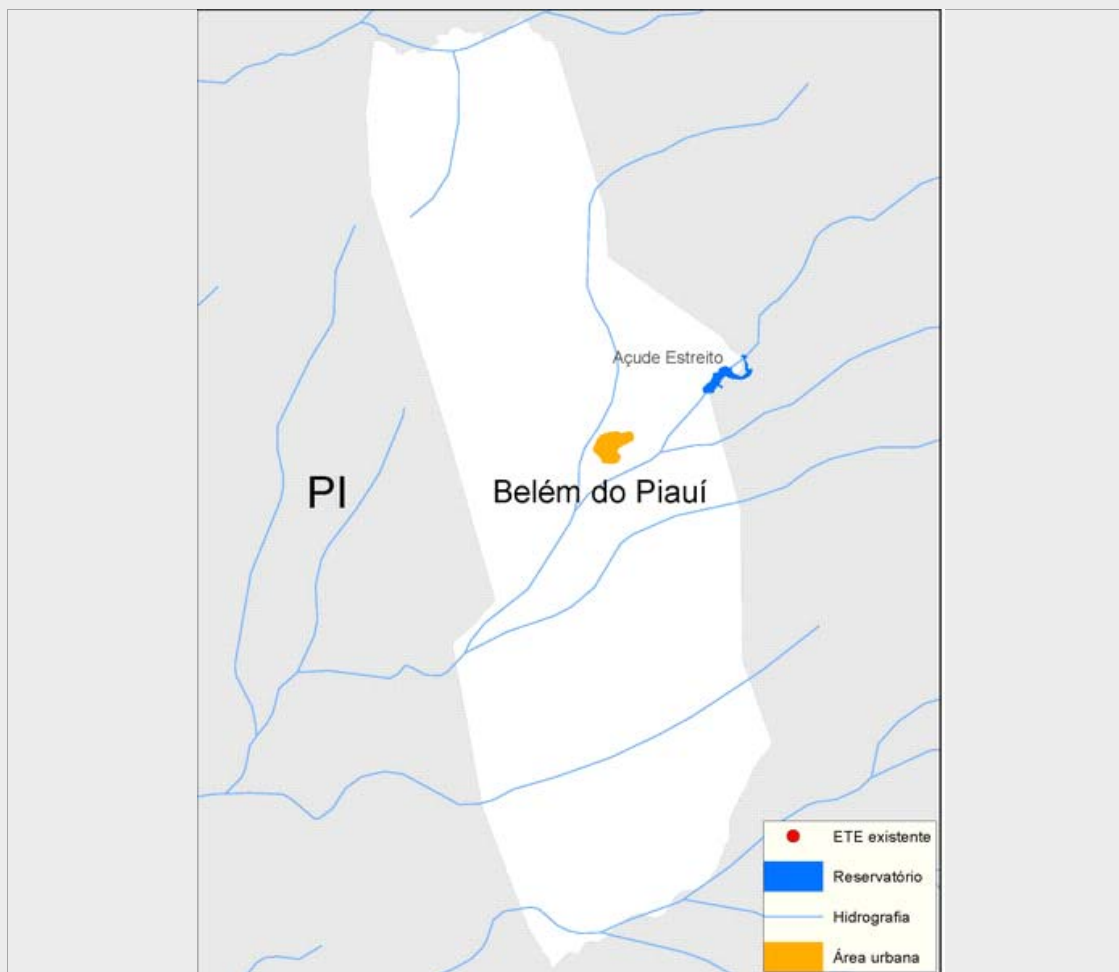 Açude Estreito
PI
Belém do Piauí
ETE existente
Reservatório
Hidrografia
Área urbana